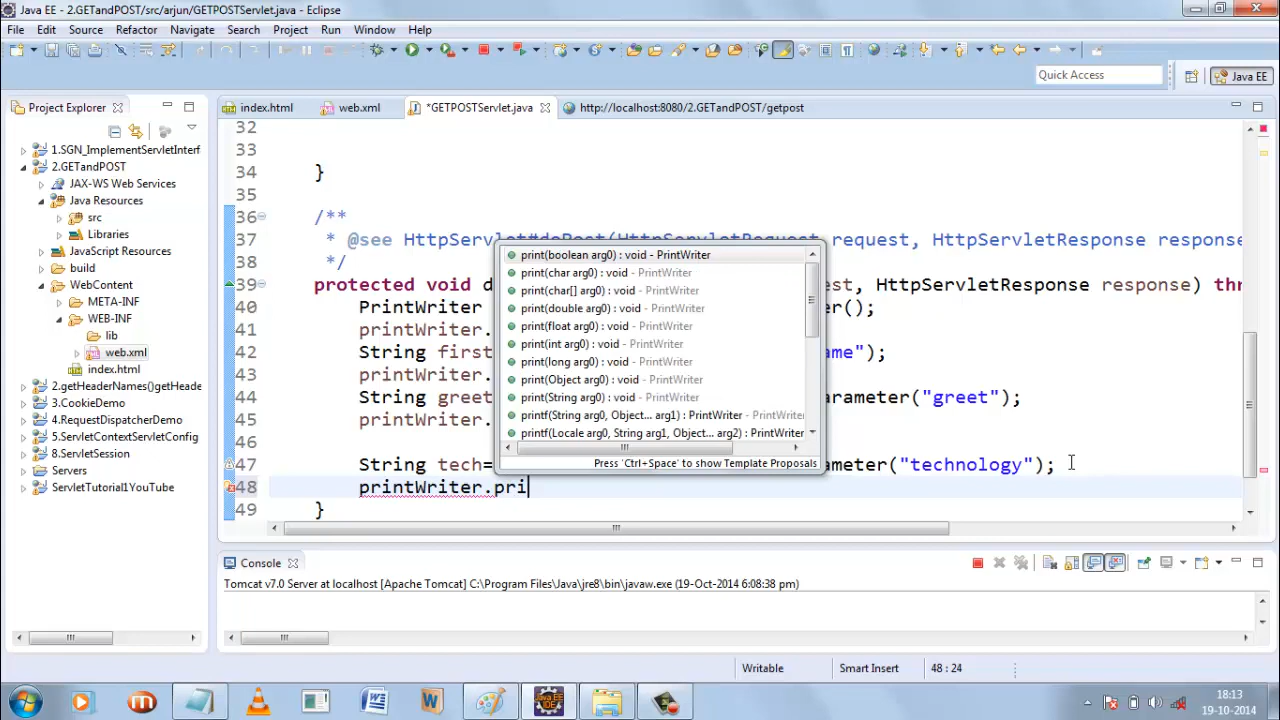 Java EE - 2.GETandPOST/src/arjun/GETPOSTServlet.java - Eclipse
File Edit Source Refactor Navigate Search Project Run Window Help
Quick Access
Java EE
Project Explorer
index.html
web.xml
*GETPOSTServlet.java
http://localhost:8080/2.GETandPOST/getpost
1.SGN_ImplementServletInterf
2.GETandPOST
JAX-WS Web Services
Java Resources
src
Libraries
JavaScript Resources
build
WebContent
META-INF
WEB-INF
lib
web.xml
index.html
2.getHeaderNames()getHeade
3.CookieDemo
4.RequestDispatcherDemo
5.ServletContextServletConfig
8.ServletSession
Servers
ServletTutorial1YouTube
32
33
34 }
35
36 /**
37 * @see HttpServlet#doPost(HttpServletRequest request, HttpServletResponse response)
38 */
39 protected void d est, HttpServletResponse response) thr
40 PrintWriter er();
41 printWriter.
42 String first ame");
43 printWriter.
44 String greet arameter("greet");
45 printWriter.
46
47 String tech= ameter("technology");
48 printWriter.pri
49 }
print(boolean arg0) : void - PrintWriter
print(char arg0) : void - PrintWriter
print(char[] arg0) : void - PrintWriter
print(double arg0) : void - PrintWriter
print(float arg0) : void - PrintWriter
print(int arg0) : void - PrintWriter
print(long arg0) : void - PrintWriter
print(Object arg0) : void - PrintWriter
print(String arg0) : void - PrintWriter
printf(String arg0, Object... arg1) : PrintWriter - PrintWriter
printf(Locale arg0, String arg1, Object... arg2) : PrintWriter
Press 'Ctrl+Space' to show Template Proposals
Console
Tomcat v7.0 Server at localhost [Apache Tomcat] C:\Program Files\Java\jre8\bin\javaw.exe (19-Oct-2014 6:08:38 pm)
Writable
Smart Insert
48 : 24
Java EE
IDE
18:13
19-10-2014